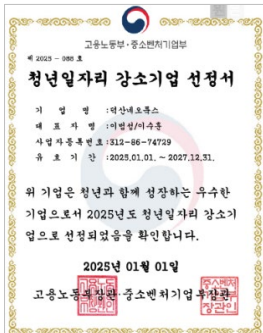 고용노동부·중소벤처기업부
제 2025 - 988 호
청년일자리 강소기업 선정서
기 업 명 :덕산네오룩스
대 표 자 명 :이범성/이수훈
사 업 자 등 록 번 호 :312-86-74729
유 효 기 간 :2025.01.01. ~ 2027.12.31.
위 기업은 청년과 함께 성장하는 우수한
기업으로서 2025년도 청년일자리 강소기
업으로 선정되었음을 확인합니다.
2025년 01월 01일
고용노동부장관·중소벤처기업부장관